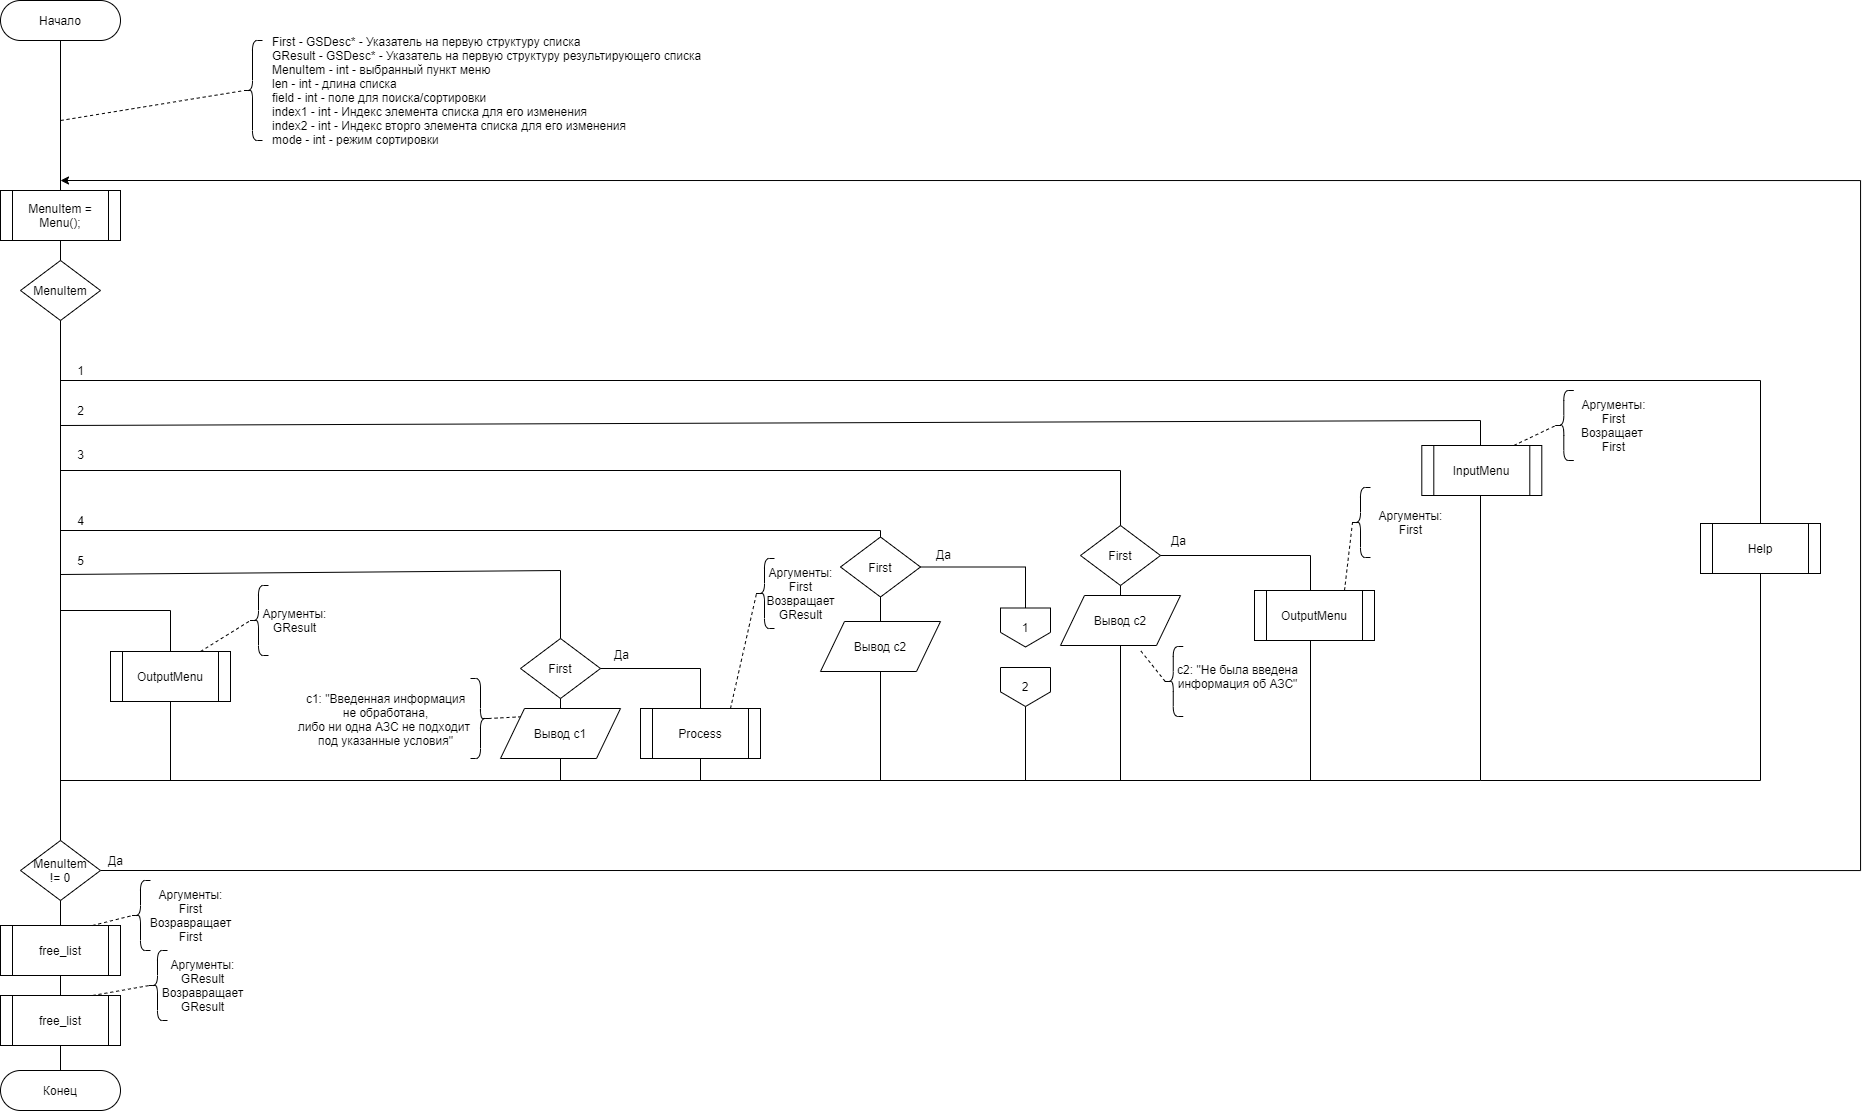 Начало
First - GSDesc* - Указатель на первую структуру списка
GResult - GSDesc* - Указатель на первую структуру результирующего списка
MenuItem - int - выбранный пункт меню
len - int - длина списка
field - int - поле для поиска/сортировки
index1 - int - Индекс элемента списка для его изменения
index2 - int - Индекс вторго элемента списка для его изменения
mode - int - режим сортировки
MenuItem =
Menu();
MenuItem
1
2
3
4
5
Аргументы:
First
Возращает
First
InputMenu
Аргументы:
First
Help
First
Да
First
Да
Аргументы:
First
Возвращает
GResult
Аргументы:
GResult
1
Вывод c2
OutputMenu
Вывод c2
First
Да
OutputMenu
2
c2: "Не была введена
информация об АЗС"
c1: "Введенная информация
не обработана,
либо ни одна АЗС не подходит
под указанные условия"
Вывод c1
Process
MenuItem
!= 0
Да
Аргументы:
First
Возравращает
First
free_list
Аргументы:
GResult
Возравращает
GResult
free_list
Конец